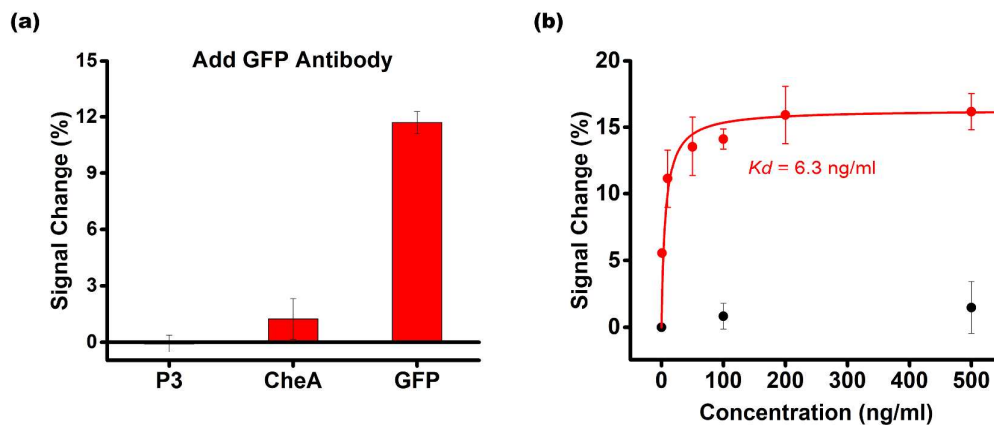 (a)
Add GFP Antibody
Signal Change (%)
15
12
9
6
3
0
P3 CheA GFP
(b)
Signal Change (%)
20
15
10
5
0
Kd = 6.3 ng/ml
0 100 200 300 400 500
Concentration (ng/ml)